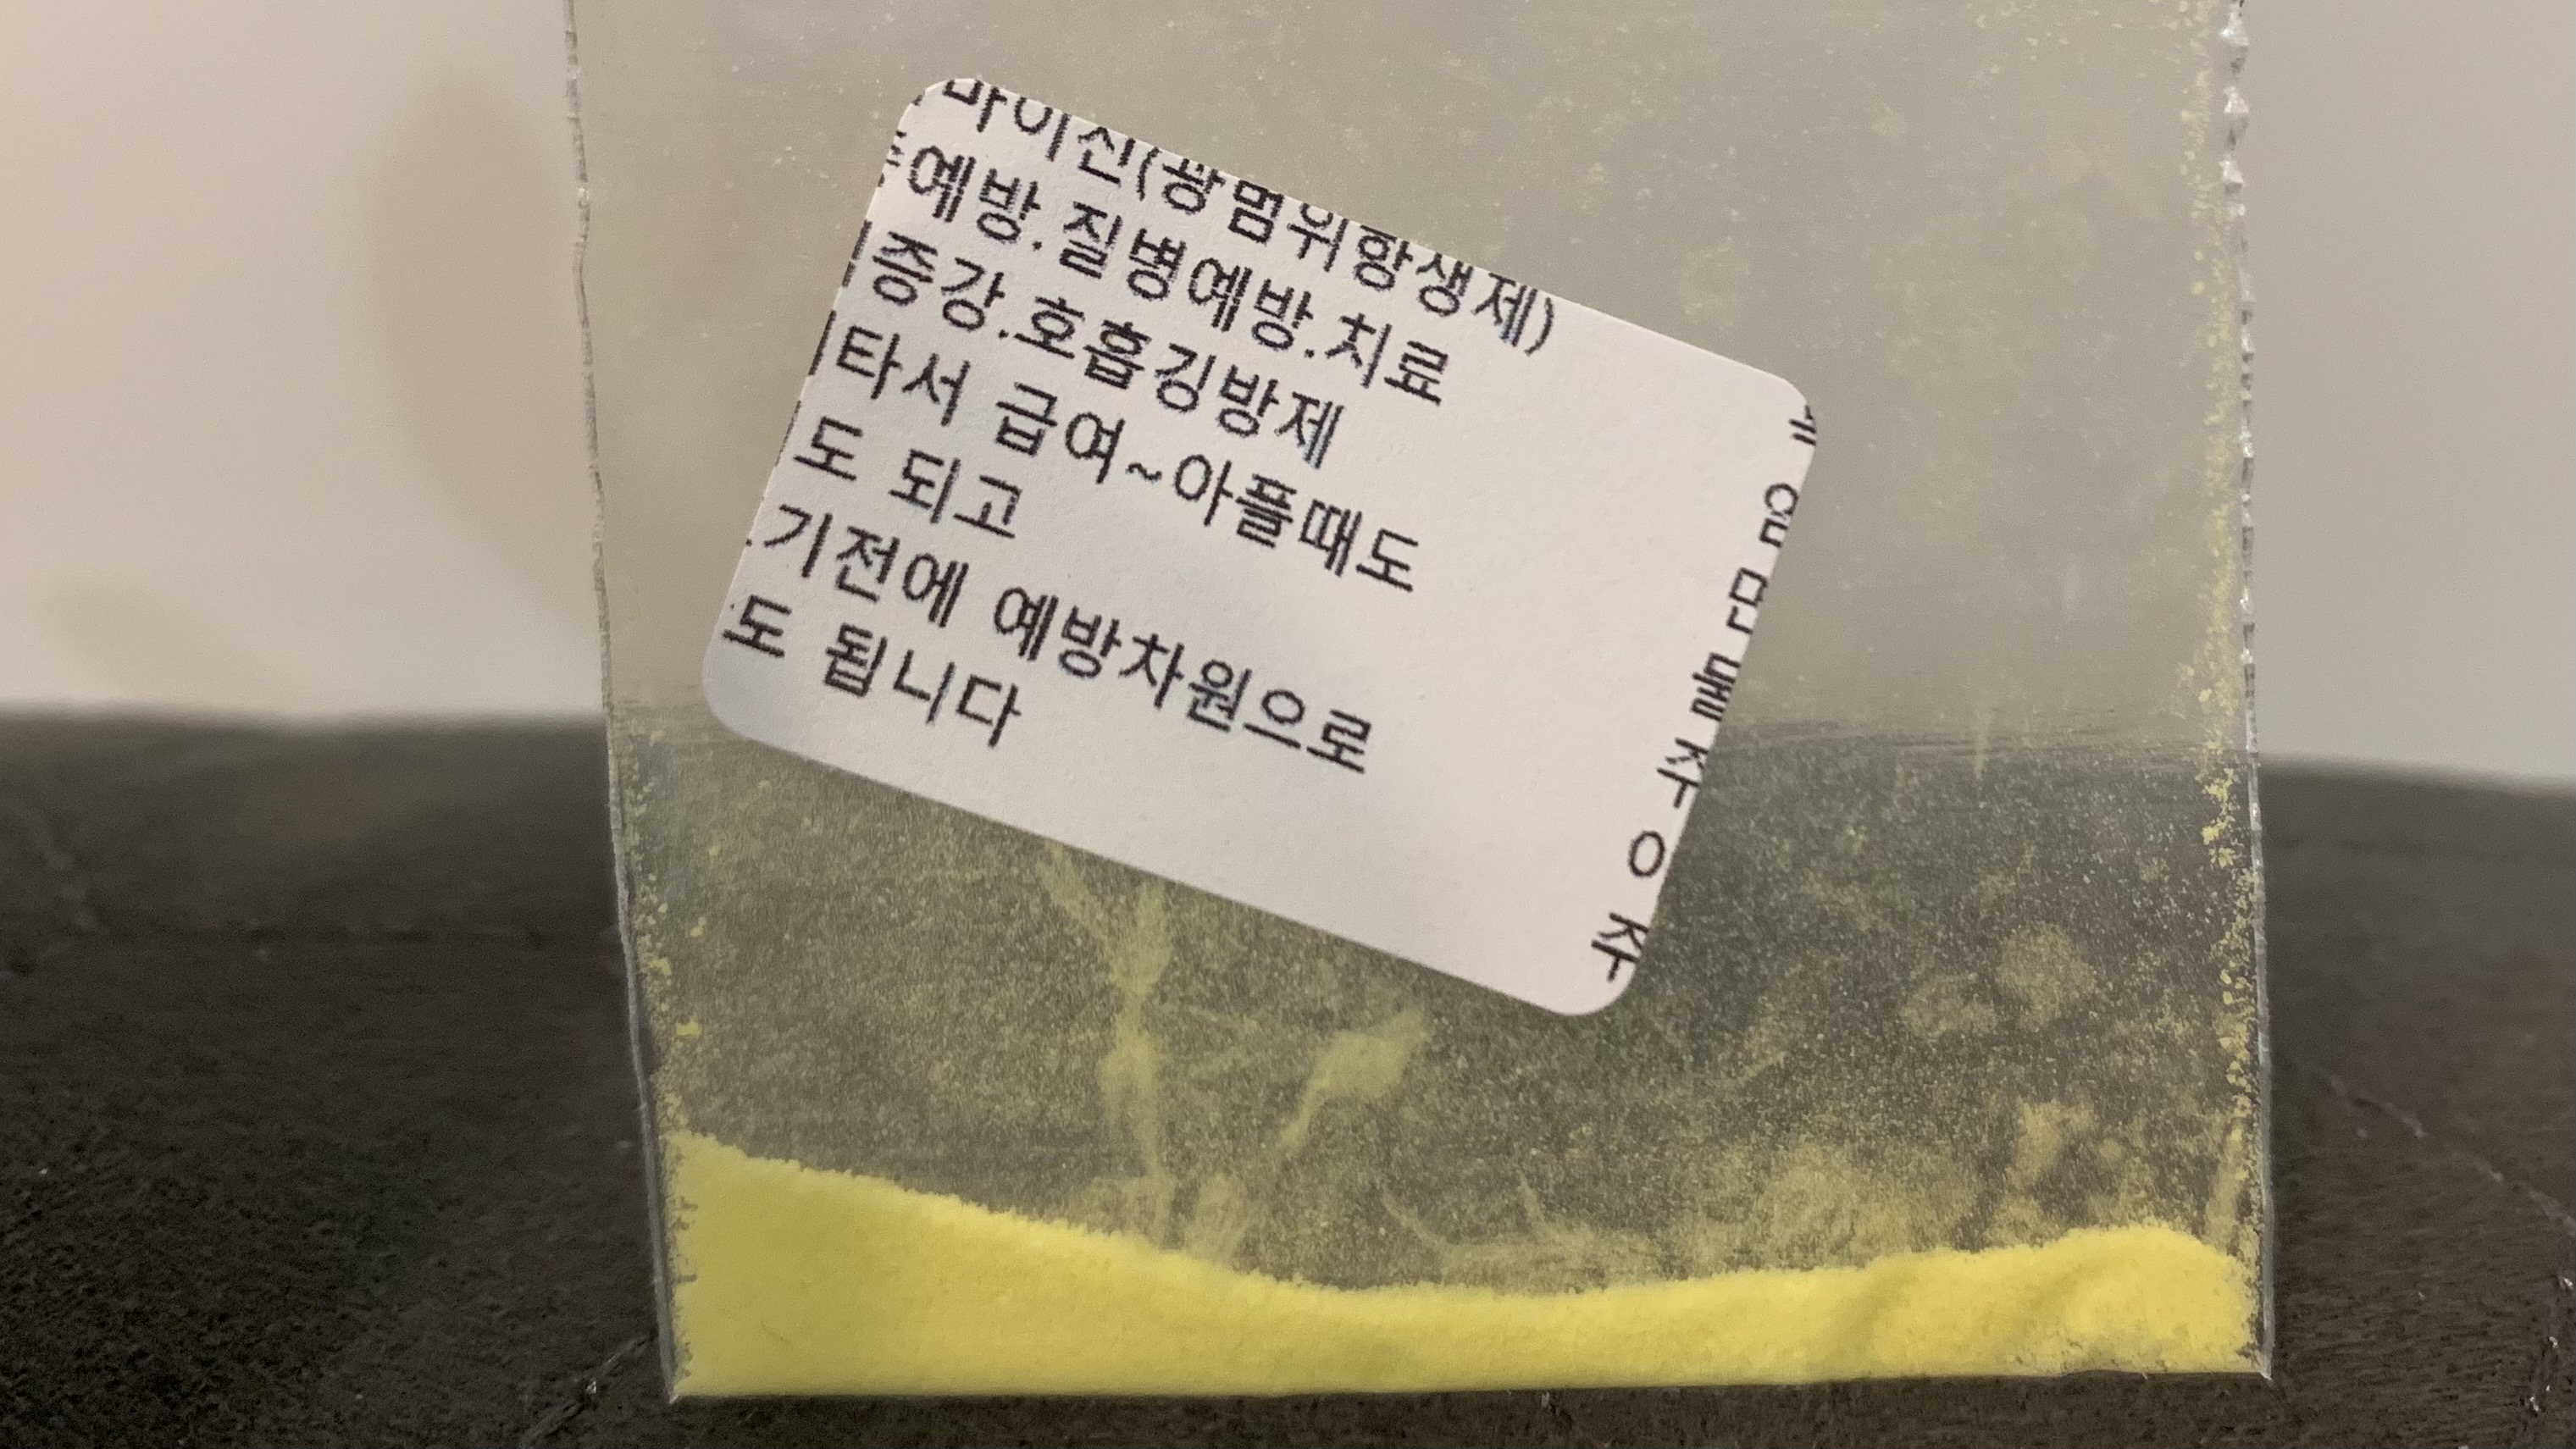 마이신(광범위항생제)
예방.질병예방.치료
증강.호흡깅방제
타서 급여~아플때도
도 되고
.기전에 예방차원으로
도 됩니다